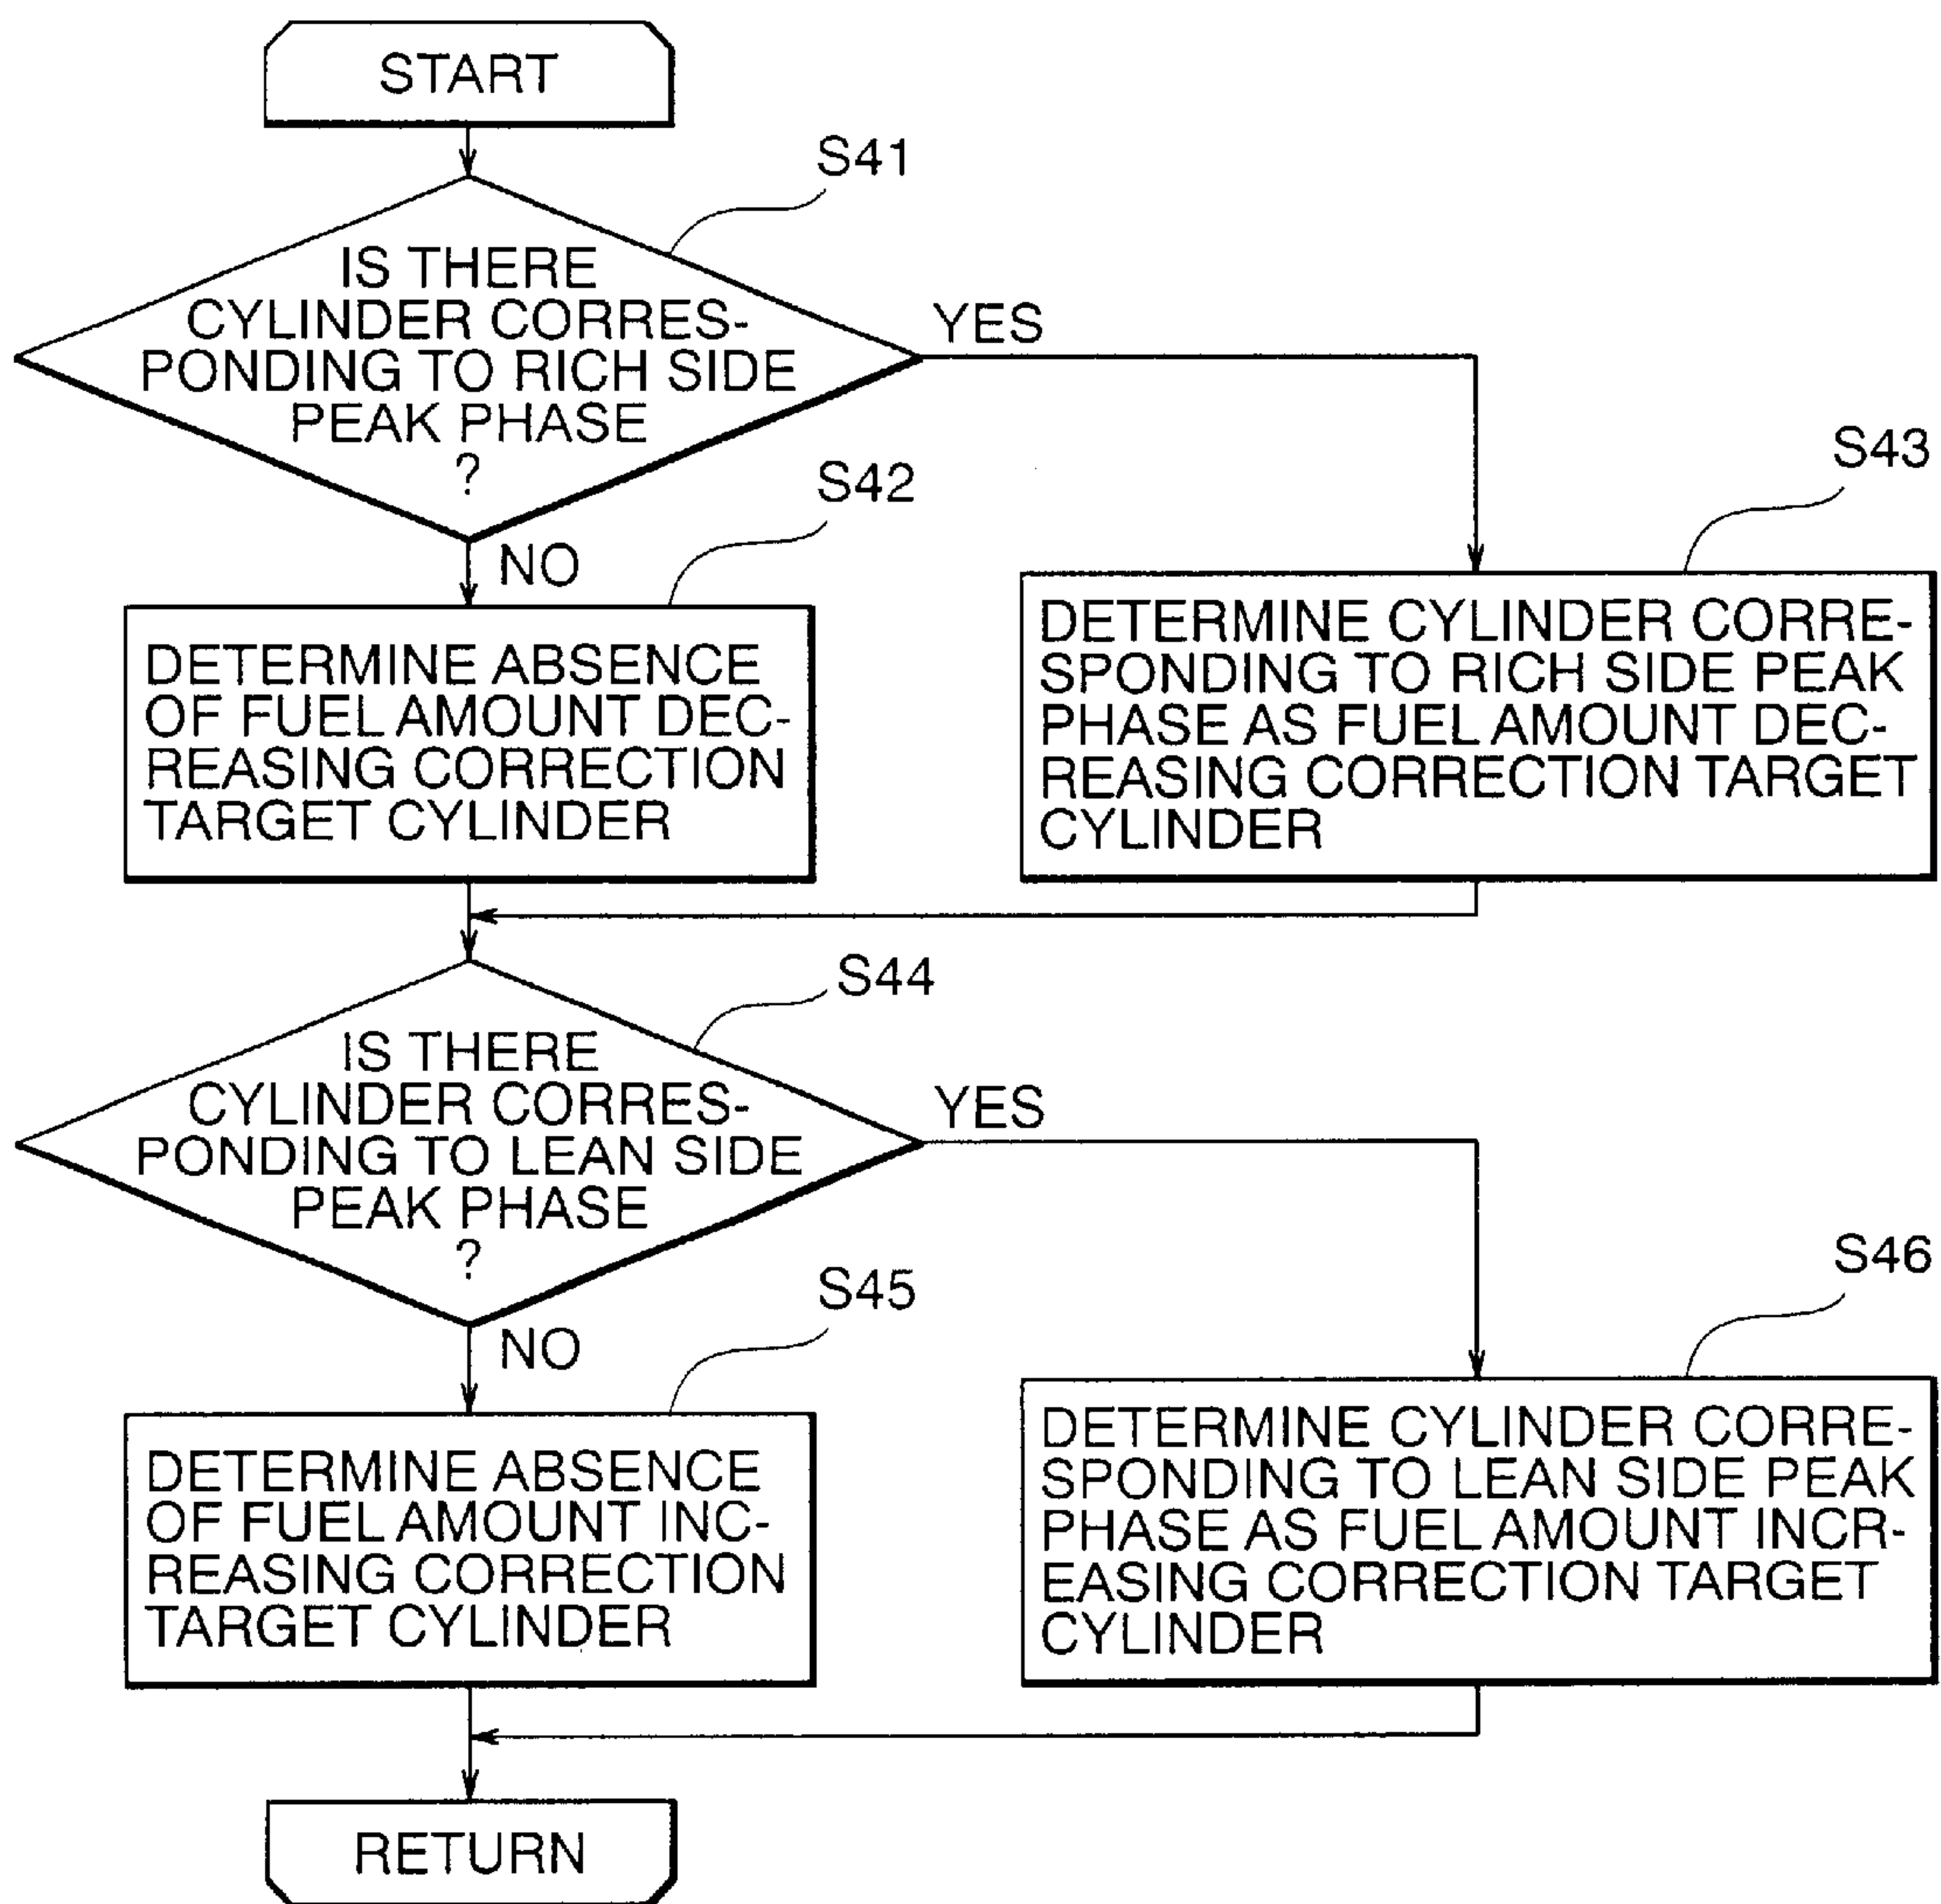 START
S41
IS THERE
CYLINDER CORRES-
PONDING TO RICH SIDE
PEAK PHASE
?
YES
NO
S42
DETERMINE ABSENCE
OF FUEL AMOUNT DEC-
REASING CORRECTION
TARGET CYLINDER
S43
DETERMINE CYLINDER CORRE-
SPONDING TO RICH SIDE PEAK
PHASE AS FUEL AMOUNT DEC-
REASING CORRECTION TARGET
CYLINDER
S44
IS THERE
CYLINDER CORRES-
PONDING TO LEAN SIDE
PEAK PHASE
?
YES
NO
S45
DETERMINE ABSENCE
OF FUEL AMOUNT INC-
REASING CORRECTION
TARGET CYLINDER
S46
DETERMINE CYLINDER CORRE-
SPONDING TO LEAN SIDE PEAK
PHASE AS FUEL AMOUNT INCR-
EASING CORRECTION TARGET
CYLINDER
RETURN